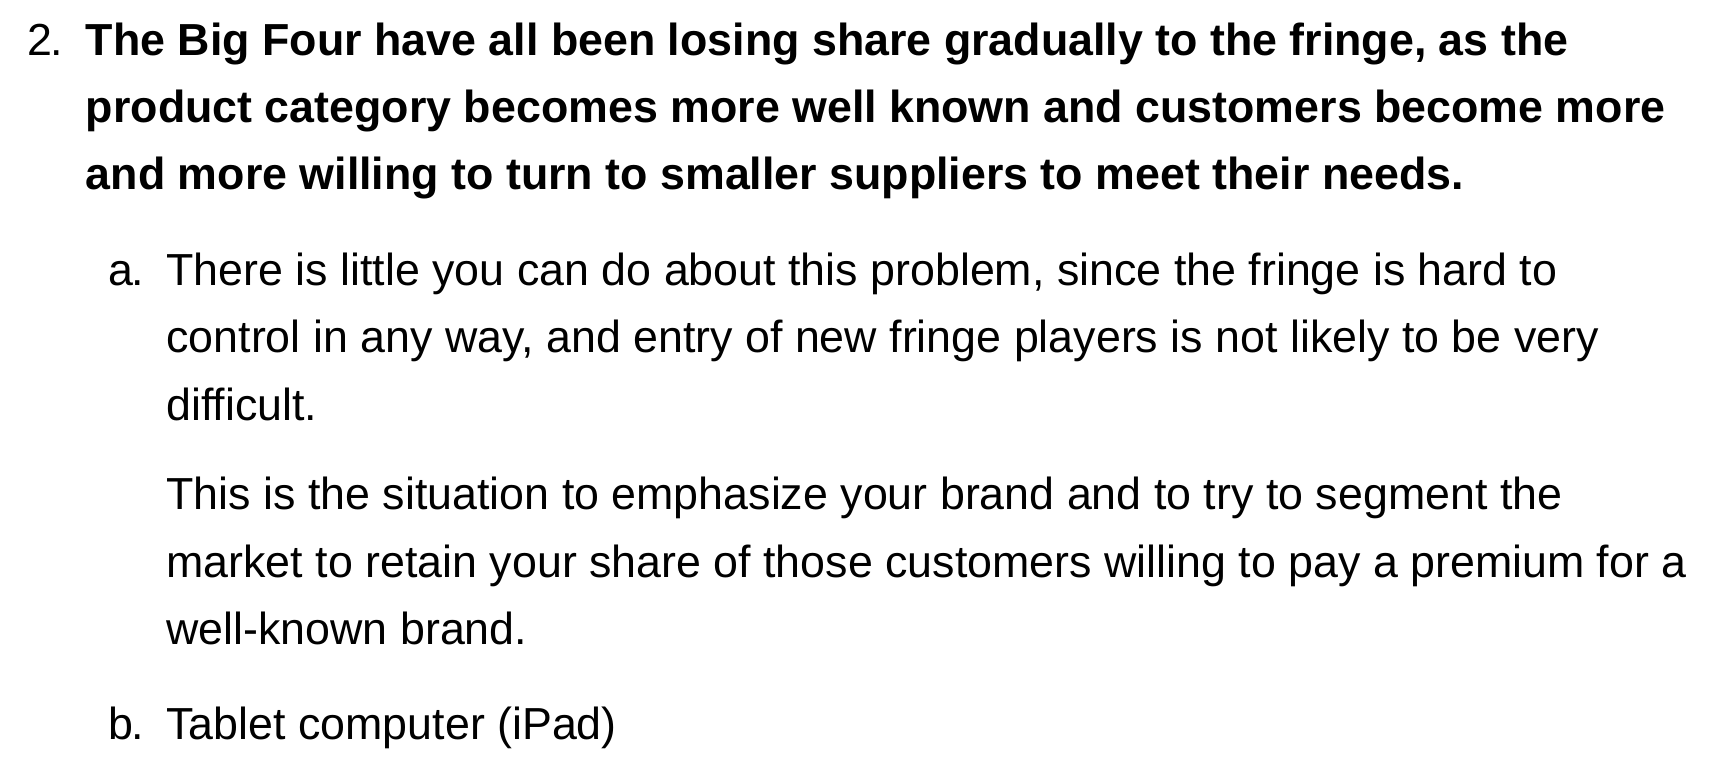 2. The Big Four have all been losing share gradually to the fringe, as the
product category becomes more well known and customers become more
and more willing to turn to smaller suppliers to meet their needs.
a. There is little you can do about this problem, since the fringe is hard to
control in any way, and entry of new fringe players is not likely to be very
difficult.
This is the situation to emphasize your brand and to try to segment the
market to retain your share of those customers willing to pay a premium for a
well-known brand.
b. Tablet computer (iPad)